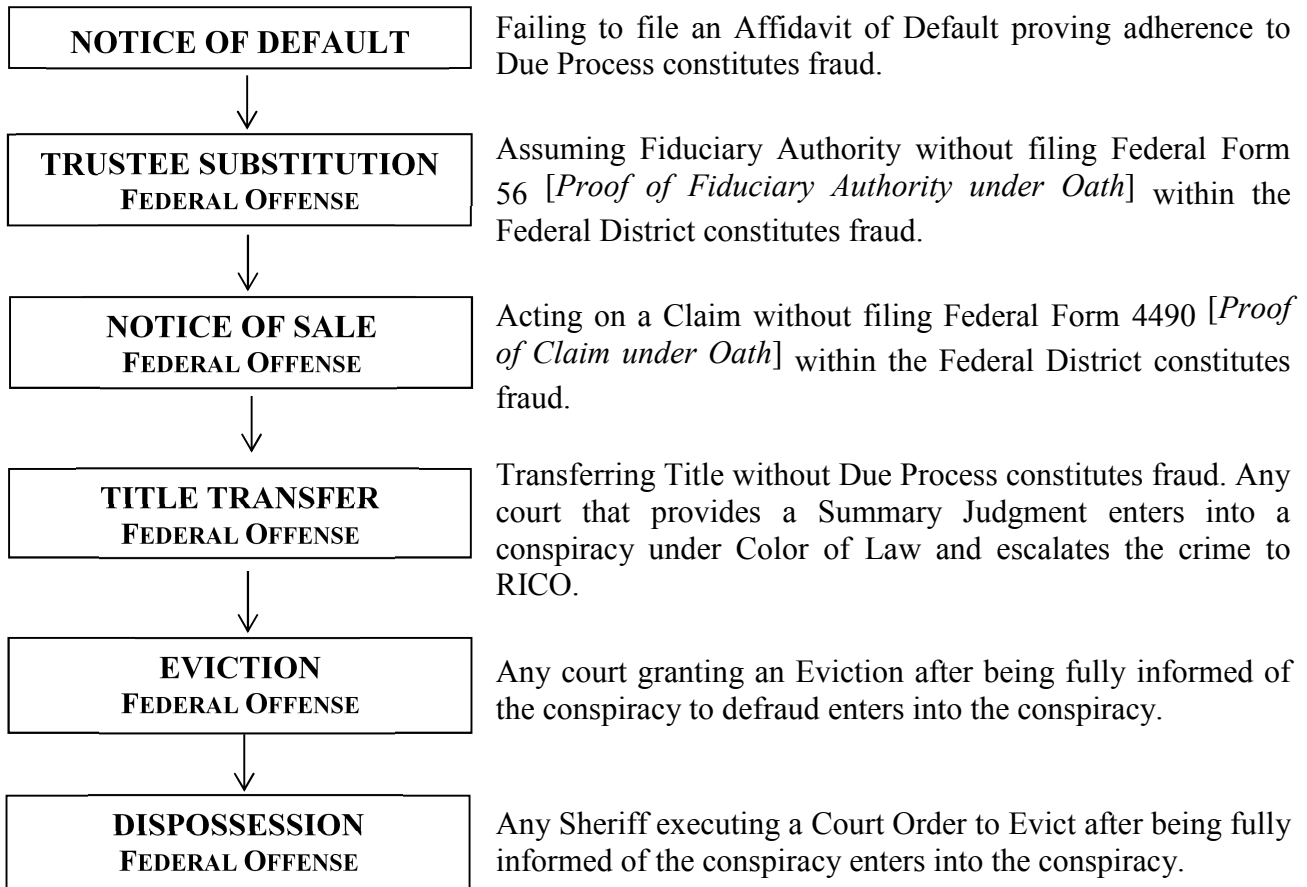 NOTICE OF DEFAULT
Failing to file an Affidavit of Default proving adherence to
Due Process constitutes fraud.
TRUSTEE SUBSTITUTION
FEDERAL OFFENSE
Assuming Fiduciary Authority without filing Federal Form
56 [Proof of Fiduciary Authority under Oath] within the
Federal District constitutes fraud.
NOTICE OF SALE
FEDERAL OFFENSE
Acting on a Claim without filing Federal Form 4490 [Proof
of Claim under Oath] within the Federal District constitutes
fraud.
TITLE TRANSFER
FEDERAL OFFENSE
Transferring Title without Due Process constitutes fraud. Any
court that provides a Summary Judgment enters into a
conspiracy under Color of Law and escalates the crime to
RICO.
EVICTION
FEDERAL OFFENSE
Any court granting an Eviction after being fully informed of
the conspiracy to defraud enters into the conspiracy.
DISPOSSESSION
FEDERAL OFFENSE
Any Sheriff executing a Court Order to Evict after being fully
informed of the conspiracy enters into the conspiracy.